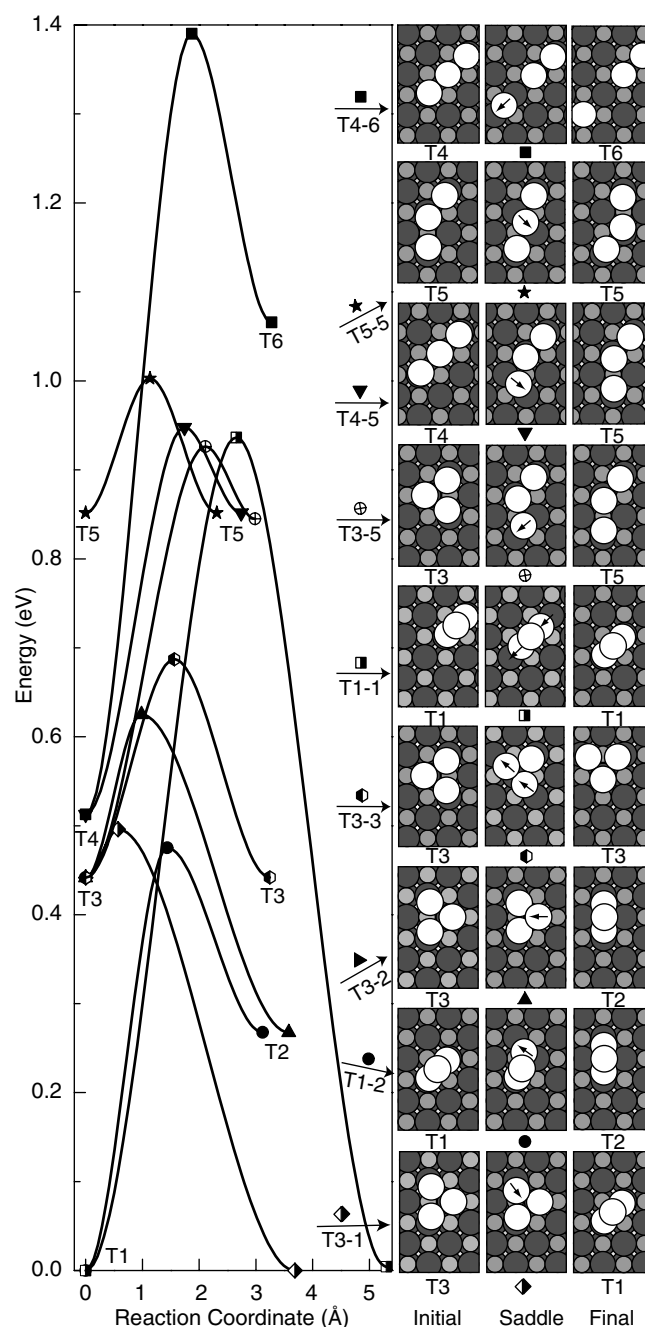 1.4
1.2
1.0
0.8
0.6
0.4
0.2
0.0
Energy (eV)
0 1 2 3 4 5
Reaction Coordinate (Å)
T6
T5
T5
T4
T3
T3
T2
T1
T4-6
T4 T6
T5-5
T5 T5
T4-5
T4 T5
T3-5
T3 T5
T1-1
T1 T1
T3-3
T3 T3
T3-2
T3 T2
T1-2
T1 T2
T3-1
T3 T1
Initial Saddle Final